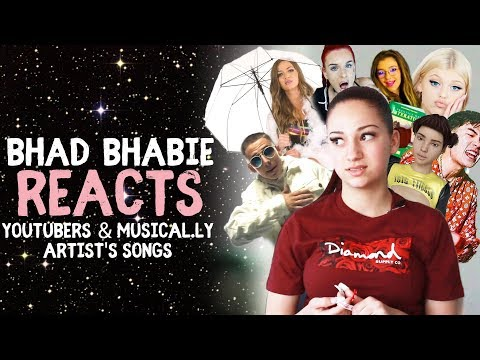 BHAD BHABIE
REACTS
YOUTUBERS & MUSICAL.LY
ARTIST'S SONGS
Diamond
SUPPLY CO.